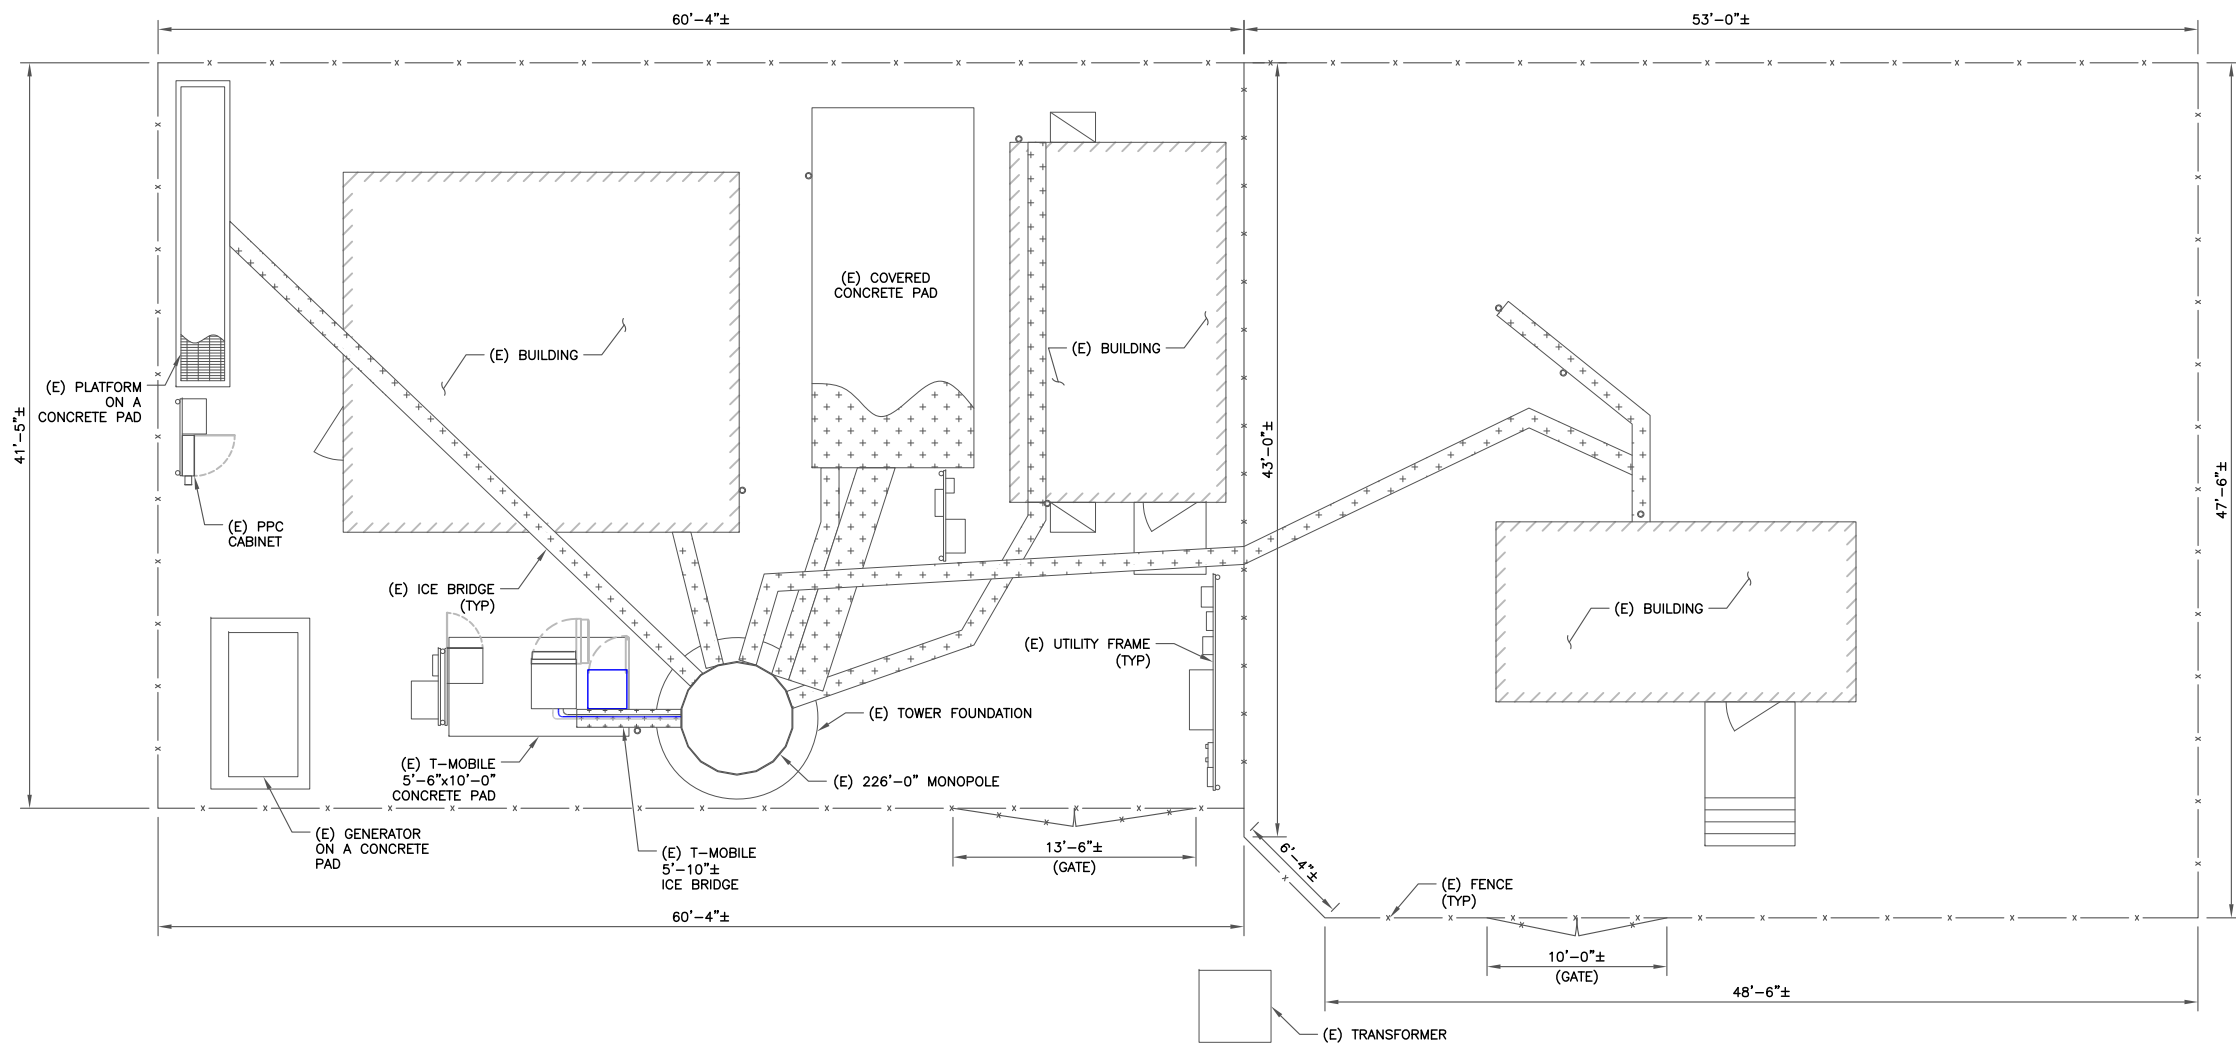 60'-4"±
53'-0"±
(E) COVERED
CONCRETE PAD
(E) BUILDING
(E) BUILDING
(E) PLATFORM
ON A
CONCRETE PAD
41'-5"±
43'-0"±
47'-6"±
(E) PPC
CABINET
(E) ICE BRIDGE
(TYP)
(E) BUILDING
(E) UTILITY FRAME
(TYP)
(E) TOWER FOUNDATION
(E) T-MOBILE
5'-6"x10'-0"
CONCRETE PAD
(E) 226'-0" MONOPOLE
(E) GENERATOR
ON A CONCRETE
PAD
(E) T-MOBILE
5'-10"±
ICE BRIDGE
13'-6"±
(GATE)
6'-4"±
(E) FENCE
(TYP)
60'-4"±
10'-0"±
(GATE)
48'-6"±
(E) TRANSFORMER